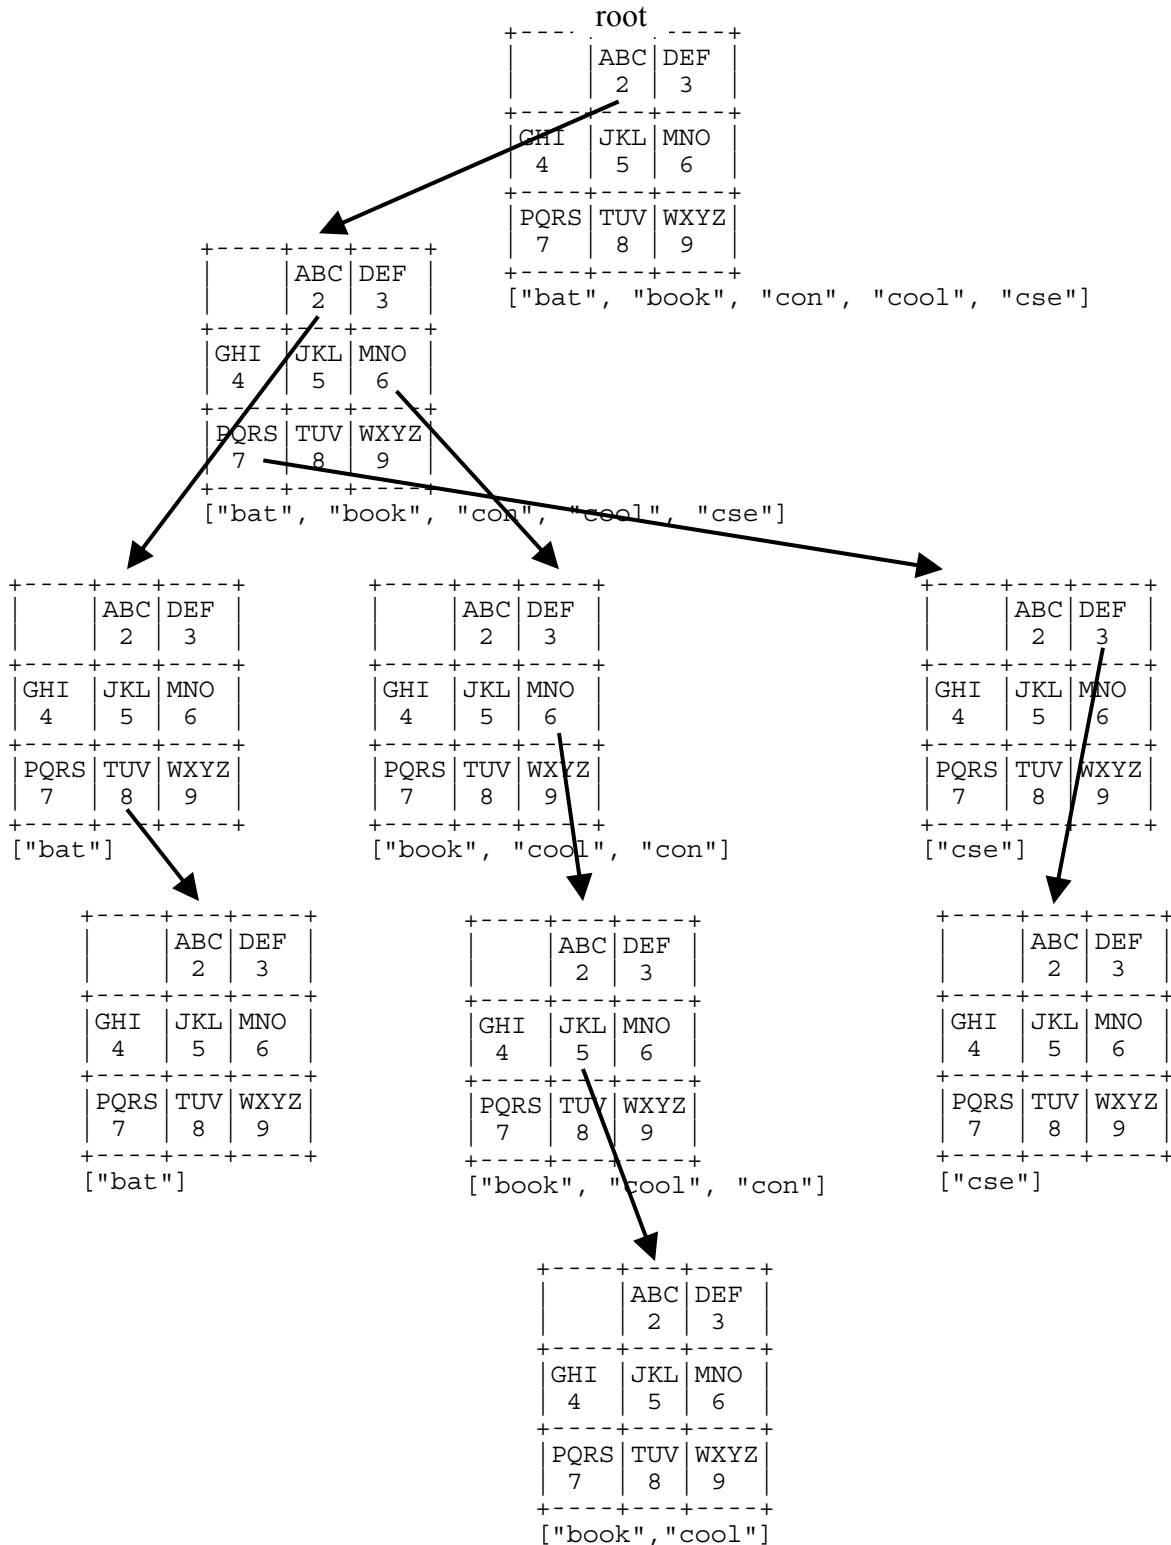 root
ABC DEF
2 3
GHI JKL MNO
4 5 6
PQRS TUV WXYZ
7 8 9
["bat", "book", "con", "cool", "cse"]
ABC DEF
2 3
GHI JKL MNO
4 5 6
PQRS TUV WXYZ
7 8 9
["bat", "book", "con", "cool", "cse"]
ABC DEF
2 3
GHI JKL MNO
4 5 6
PQRS TUV WXYZ
7 8 9
["bat"]
ABC DEF
2 3
GHI JKL MNO
4 5 6
PQRS TUV WXYZ
7 8 9
["book", "cool", "con"]
ABC DEF
2 3
GHI JKL MNO
4 5 6
PQRS TUV WXYZ
7 8 9
["cse"]
ABC DEF
2 3
GHI JKL MNO
4 5 6
PQRS TUV WXYZ
7 8 9
["bat"]
ABC DEF
2 3
GHI JKL MNO
4 5 6
PQRS TUV WXYZ
7 8 9
["book", "cool", "con"]
ABC DEF
2 3
GHI JKL MNO
4 5 6
PQRS TUV WXYZ
7 8 9
["cse"]
ABC DEF
2 3
GHI JKL MNO
4 5 6
PQRS TUV WXYZ
7 8 9
["book","cool"]